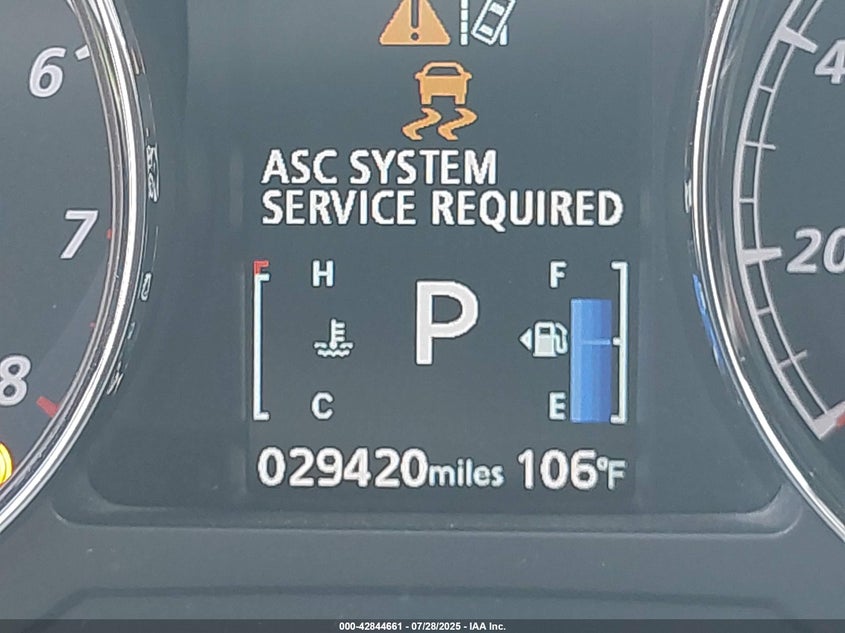 6
7
8
4
20
ASC SYSTEM
SERVICE REQUIRED
H
P
F
C
E
029420miles 106°F
000-42844661 - 07/28/2025 - IAA Inc.